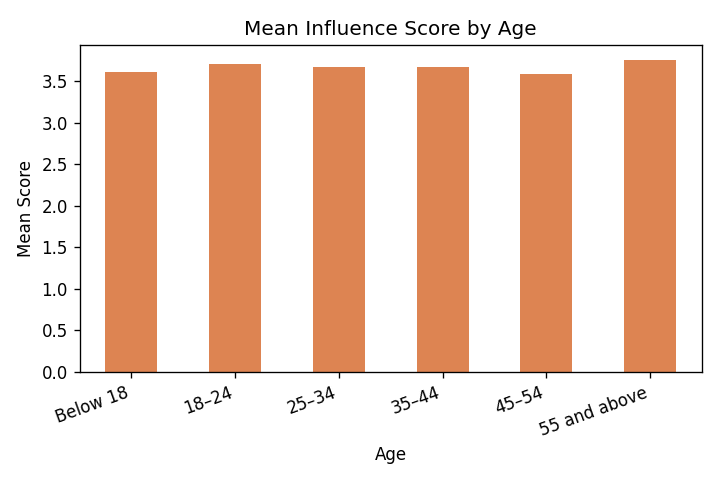 Mean Influence Score by Age
Mean Score
3.5
3.0
2.5
2.0
1.5
1.0
0.5
0.0
Below 18
18–24
25–34
35–44
45–54
55 and above
Age